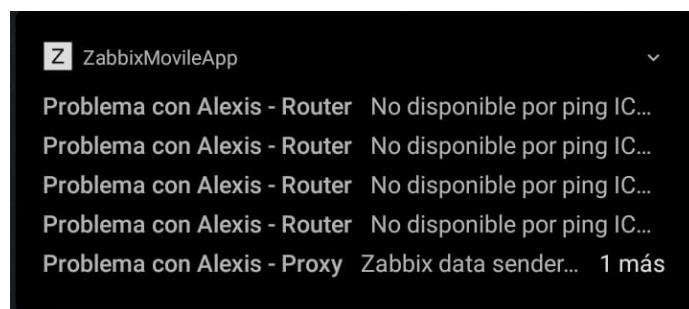 Z ZabbixMovileApp
Problema con Alexis - Router No disponible por ping IC...
Problema con Alexis - Router No disponible por ping IC...
Problema con Alexis - Router No disponible por ping IC...
Problema con Alexis - Router No disponible por ping IC...
Problema con Alexis - Proxy Zabbix data sender... 1 más